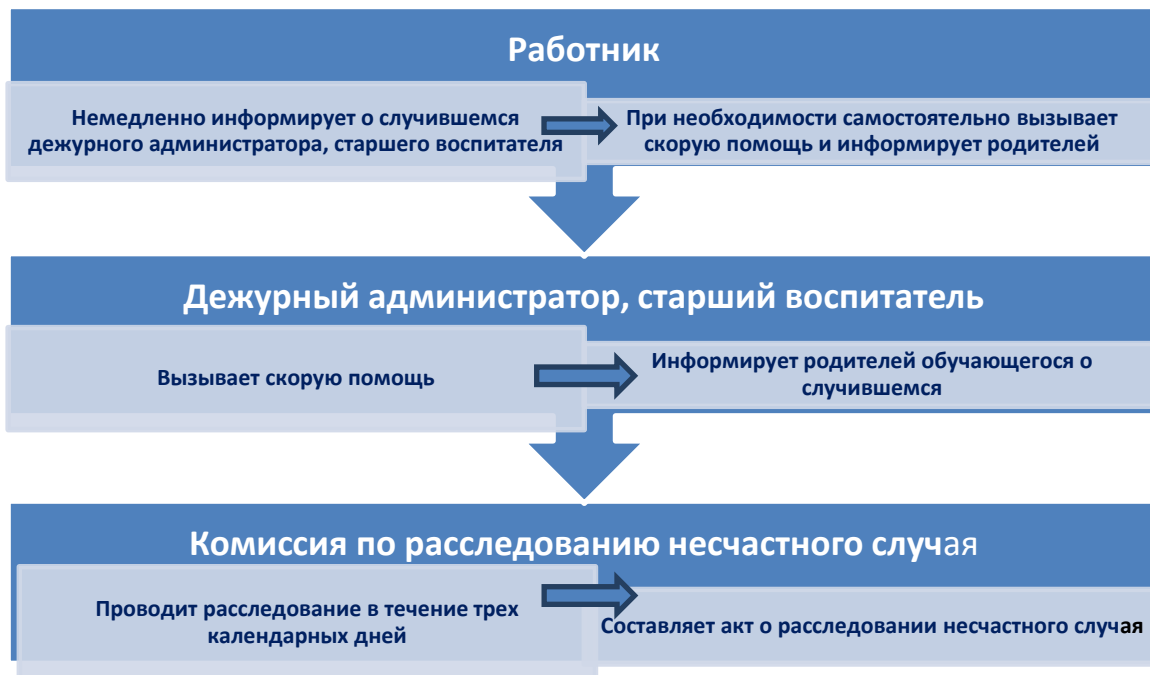 Работник
Немедленно информирует о случившемся
дежурного администратора, старшего воспитателя
При необходимости самостоятельно вызывает
скорую помощь и информирует родителей
Дежурный администратор, старший воспитатель
Вызывает скорую помощь
Информирует родителей обучающегося о
случившемся
Комиссия по расследованию несчастного случая
Проводит расследование в течение трех
календарных дней
Составляет акт о расследовании несчастного случая